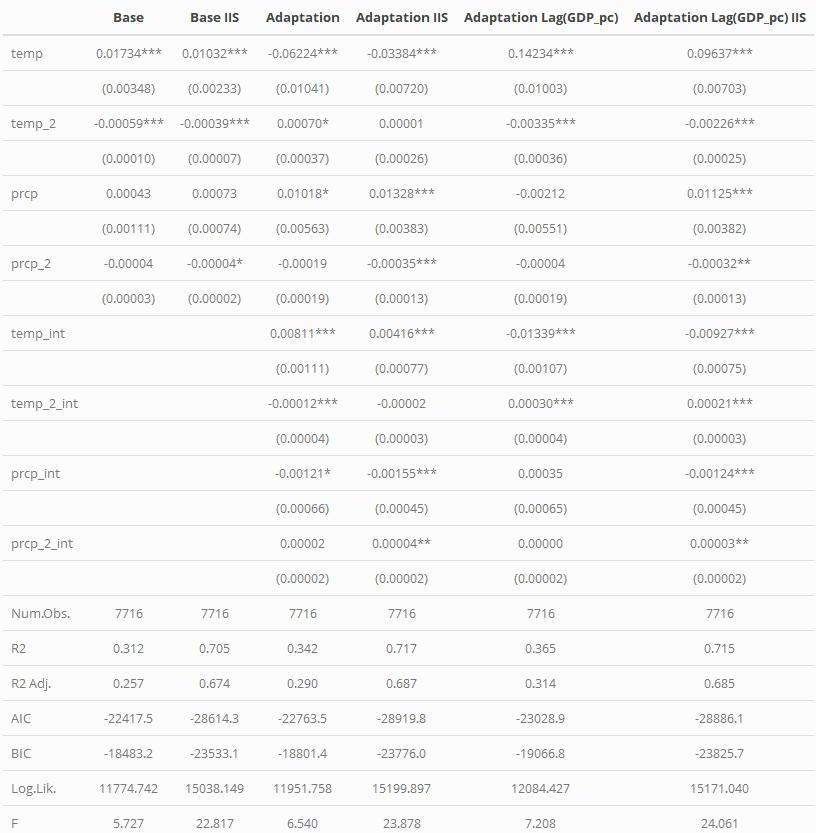 Base Base IIS Adaptation Adaptation IIS Adaptation Lag(GDP_pc) Adaptation Lag(GDP_pc) IIS
temp 0.01734*** 0.01032*** -0.06224*** -0.03384*** 0.14234*** 0.09637***
(0.00348) (0.00233) (0.01041) (0.00720) (0.01003) (0.00703)
temp_2 -0.00059*** -0.00039*** 0.00070* 0.00001 -0.00335*** -0.00226***
(0.00010) (0.00007) (0.00037) (0.00026) (0.00036) (0.00025)
prcp 0.00043 0.00073 0.01018* 0.01328*** -0.00212 0.01125***
(0.00111) (0.00074) (0.00563) (0.00383) (0.00551) (0.00382)
prcp_2 -0.00004 -0.00004* -0.00019 -0.00035*** -0.00004 -0.00032**
(0.00003) (0.00002) (0.00019) (0.00013) (0.00019) (0.00013)
temp_int 0.00811*** 0.00416*** -0.01339*** -0.00927***
(0.00111) (0.00077) (0.00107) (0.00075)
temp_2_int -0.00012*** -0.00002 0.00030*** 0.00021***
(0.00004) (0.00003) (0.00004) (0.00003)
prcp_int -0.00121* -0.00155*** 0.00035 -0.00124***
(0.00066) (0.00045) (0.00065) (0.00045)
prcp_2_int 0.00002 0.00004** 0.00000 0.00003**
(0.00002) (0.00002) (0.00002) (0.00002)
Num.Obs. 7716 7716 7716 7716 7716 7716
R2 0.312 0.705 0.342 0.717 0.365 0.715
R2 Adj. 0.257 0.674 0.290 0.687 0.314 0.685
AIC -22417.5 -28614.3 -22763.5 -28919.8 -23028.9 -28886.1
BIC -18483.2 -23533.1 -18801.4 -23776.0 -19066.8 -23825.7
Log.Lik. 11774.742 15038.149 11951.758 15199.897 12084.427 15171.040
F 5.727 22.817 6.540 23.878 7.208 24.061